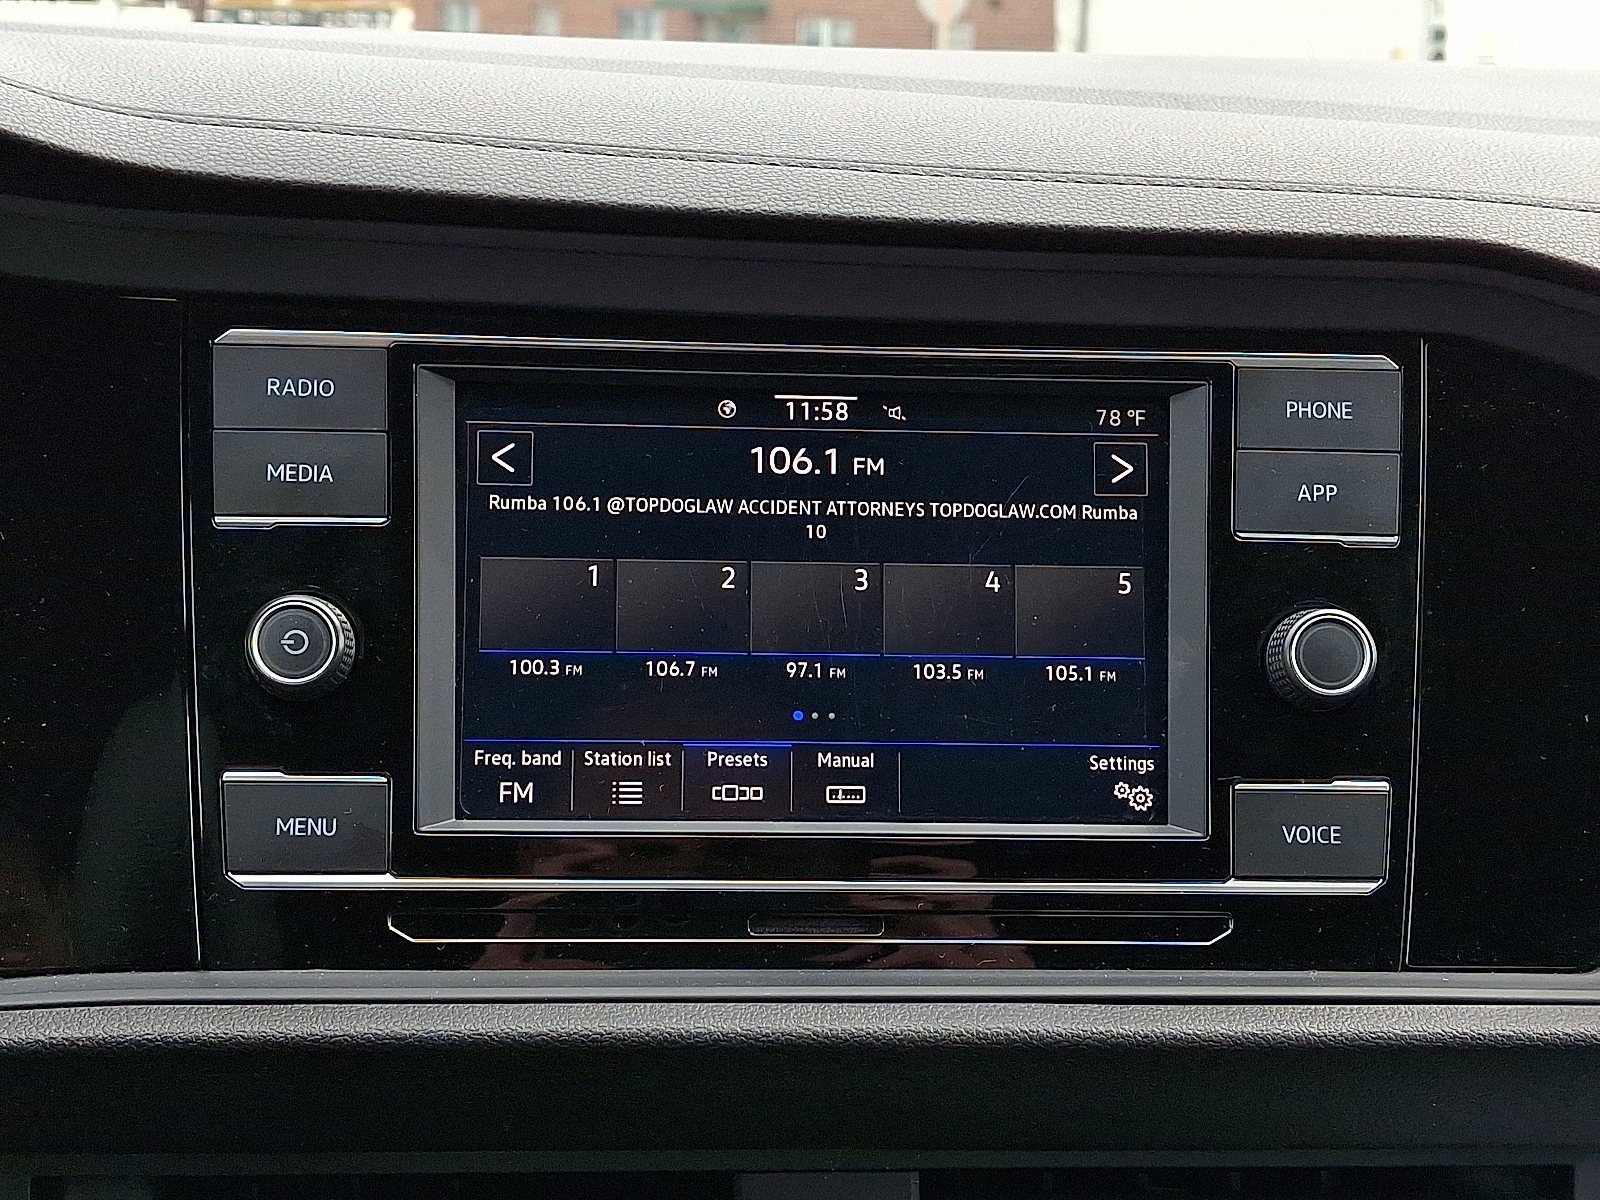 RADIO
MEDIA
MENU
11:58
78 °F
<
106.1 FM
>
Rumba 106.1 @TOPDOGLAW ACCIDENT ATTORNEYS TOPDOGLAW.COM Rumba
10
1 2 3 4 5
100.3 FM 106.7 FM 97.1 FM 103.5 FM 105.1 FM
Freq. band Station list Presets Manual Settings
FM
PHONE
APP
VOICE